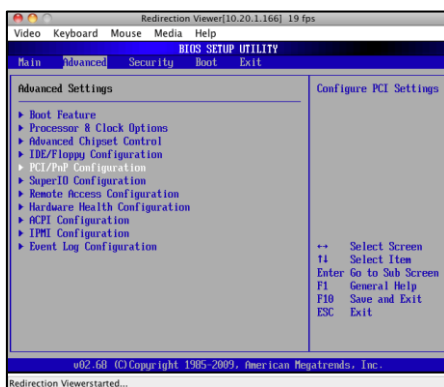 Redirection Viewer[10.20.1.166] 19 fps
Video Keyboard Mouse Media Help
BIOS SETUP UTILITY
Main Advanced Security Boot Exit
Advanced Settings
▶ Boot Feature
▶ Processor & Clock Options
▶ Advanced Chipset Control
▶ IDE/Floppy Configuration
▶ PCI/PnP Configuration
▶ SuperIO Configuration
▶ Remote Access Configuration
▶ Hardware Health Configuration
▶ ACPI Configuration
▶ IPMI Configuration
▶ Event Log Configuration
Configure PCI Settings
↔ Select Screen
↑↓ Select Item
Enter Go to Sub Screen
F1 General Help
F10 Save and Exit
ESC Exit
v02.68 (C)Copyright 1985-2009, American Megatrends, Inc.
Redirection Viewerstarted...